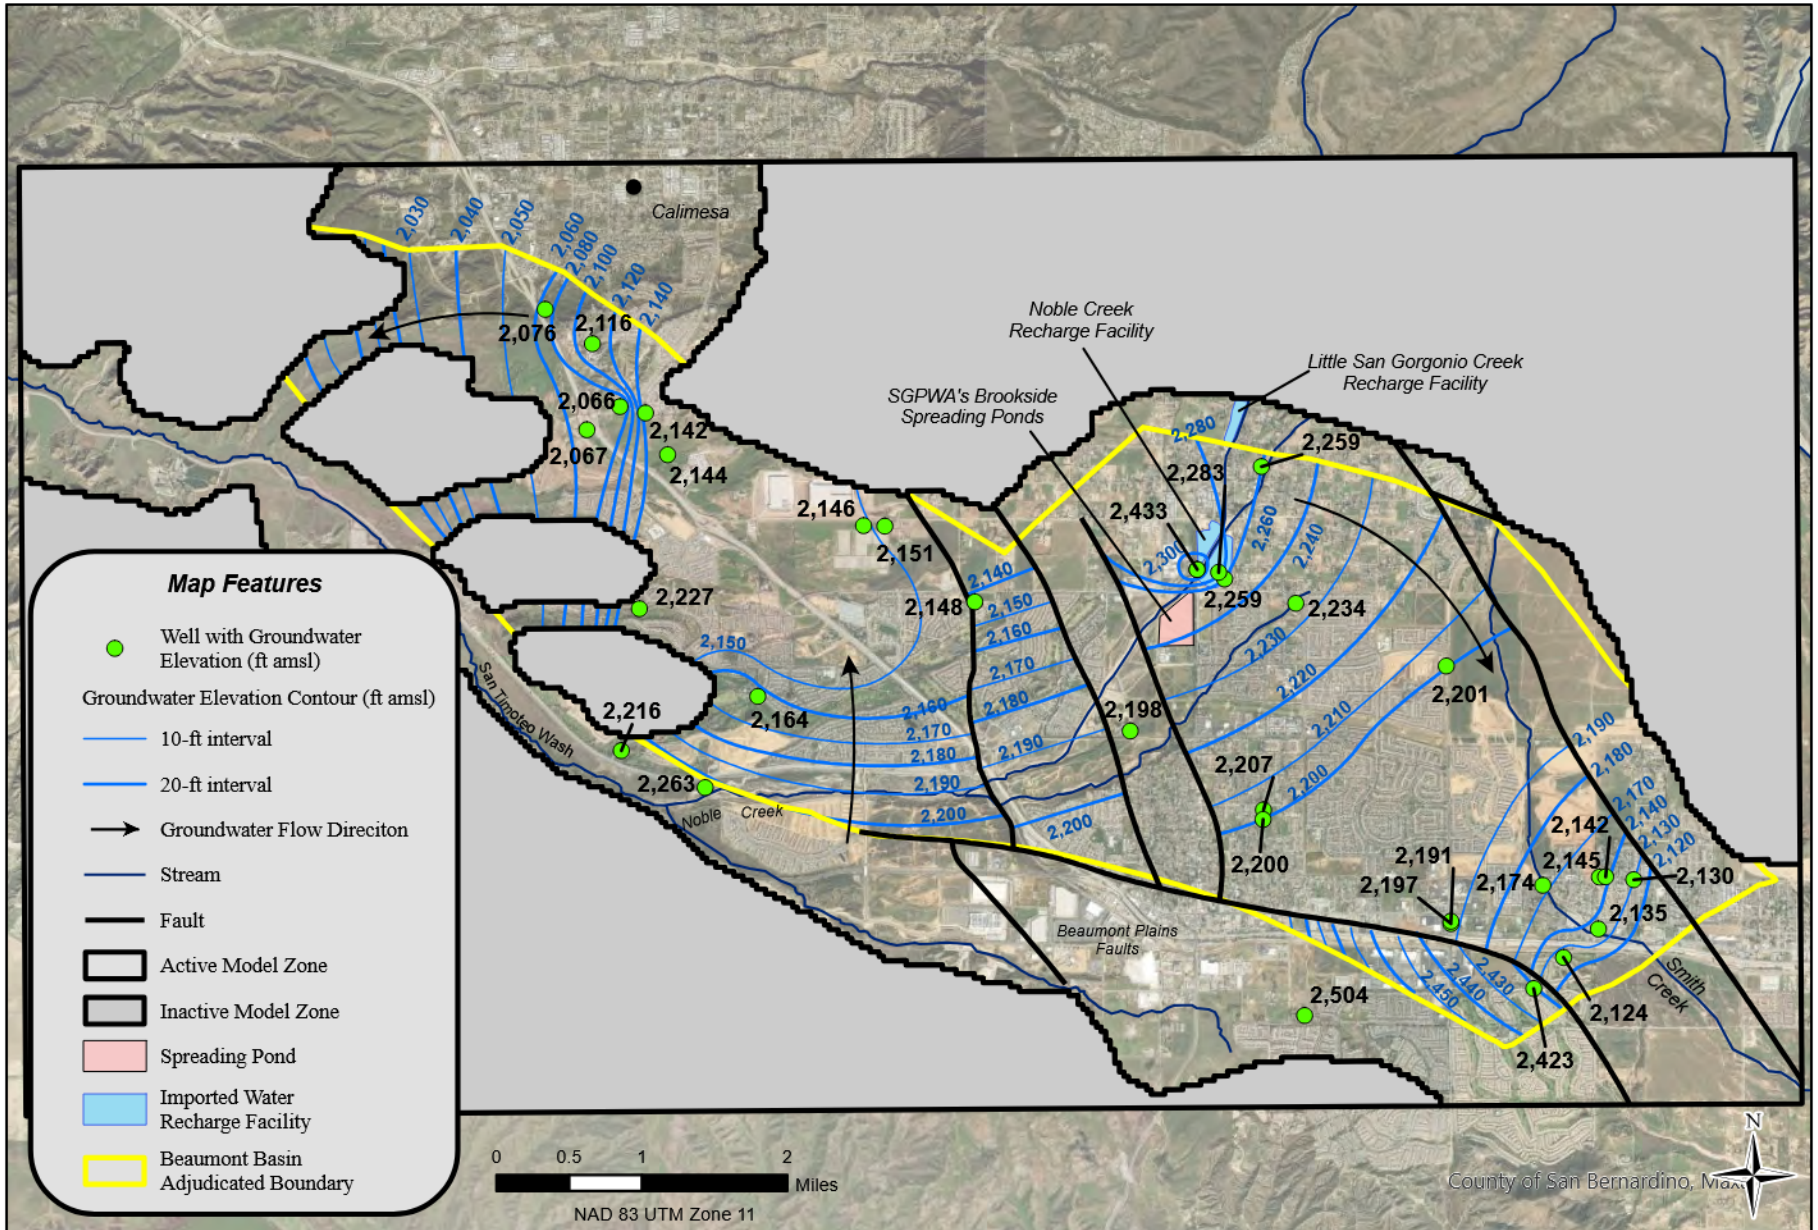 2,030
2,040
2,050
2,060
2,080
2,100
2,120
2,140
Calimesa
2,076
2,116
2,066
2,142
2,067
2,144
Noble Creek
Recharge Facility
Little San Gorgonio Creek
Recharge Facility
SGPWA's Brookside
Spreading Ponds
2,280
2,259
2,283
2,433
2,300
2,260
2,240
2,146
2,151
2,140
2,148
2,150
2,160
2,259
2,234
2,230
2,227
2,150
2,170
2,180
2,160
2,164
2,170
2,180
2,190
2,190
2,198
2,220
2,210
2,201
2,216
2,263
2,200
2,200
2,207
2,200
2,200
2,190
2,180
2,170
2,140
2,130
2,120
2,142
2,145
2,191
2,197
2,174
2,130
2,135
San Timoteo Wash
Noble Creek
Beaumont Plains
Faults
2,430
2,440
2,450
2,504
2,423
2,124
Smith
Creek
Map Features
Well with Groundwater
Elevation (ft amsl)
Groundwater Elevation Contour (ft amsl)
10-ft interval
20-ft interval
Groundwater Flow Direciton
Stream
Fault
Active Model Zone
Inactive Model Zone
Spreading Pond
Imported Water
Recharge Facility
Beaumont Basin
Adjudicated Boundary
0 0.5 1 2
Miles
NAD 83 UTM Zone 11
N
County of San Bernardino,